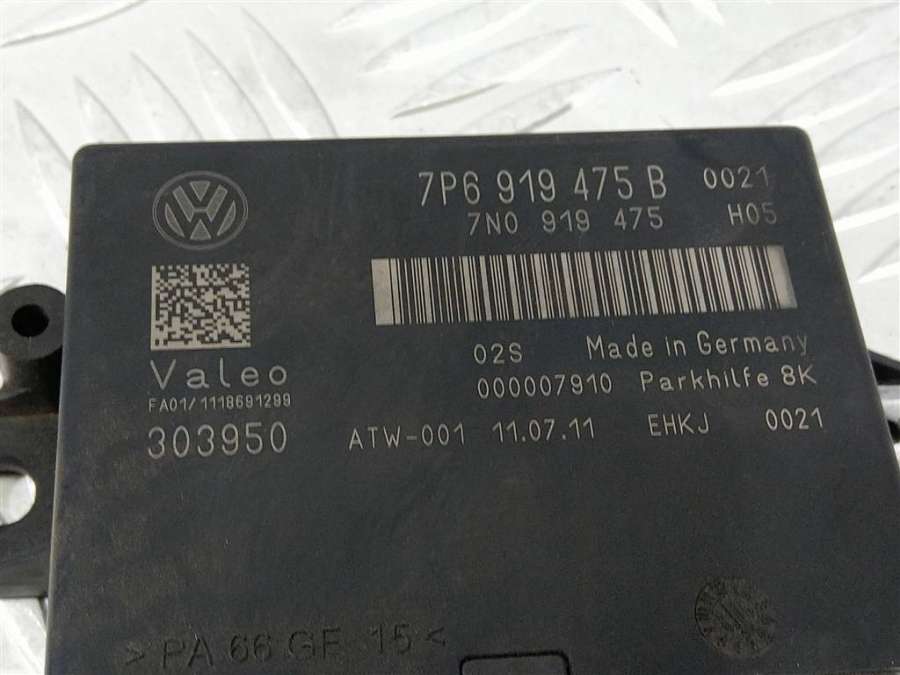 7P6 919 475 B 0021
7N0 919 475 H05
02S Made in Germany
Valeo 000007910 Parkhilfe 8K
FA01/1118691299
303950 ATW-001 11.07.11 EHKJ 0021
>PA 66 GF 15<